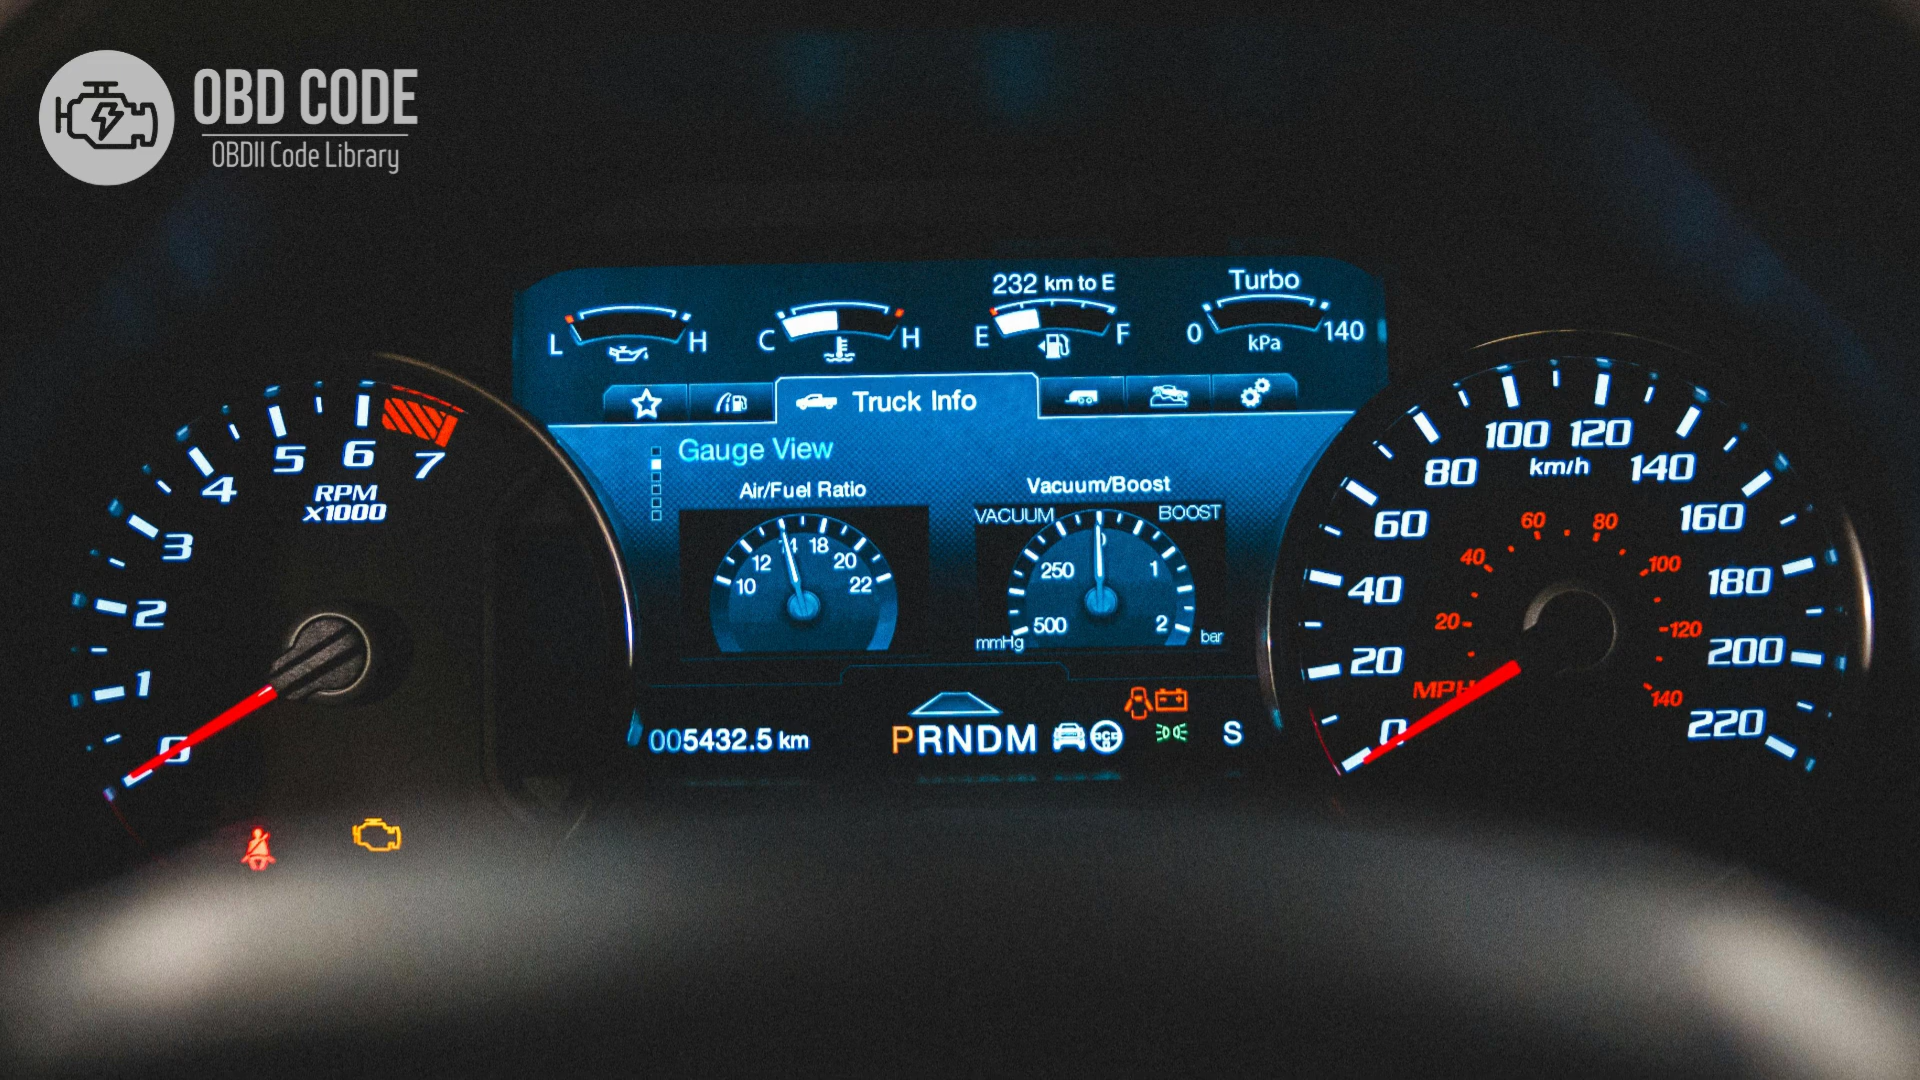 OBD CODE
OBDII Code Library
232 km to E
Turbo
L H
C H
E F
0 140
kPa
Truck Info
Gauge View
Air/Fuel Ratio
10 12 14 18 20 22
Vacuum/Boost
VACUUM BOOST
500 250 0 1 2
mmHg bar
0 1 2 3 4 5 6 7
RPM
X1000
0 20 40 60 80 100 120 140 160 180 200 220
km/h
20 40 60 80 100 120 140
MPH
005432.5 km
PRNDM
S